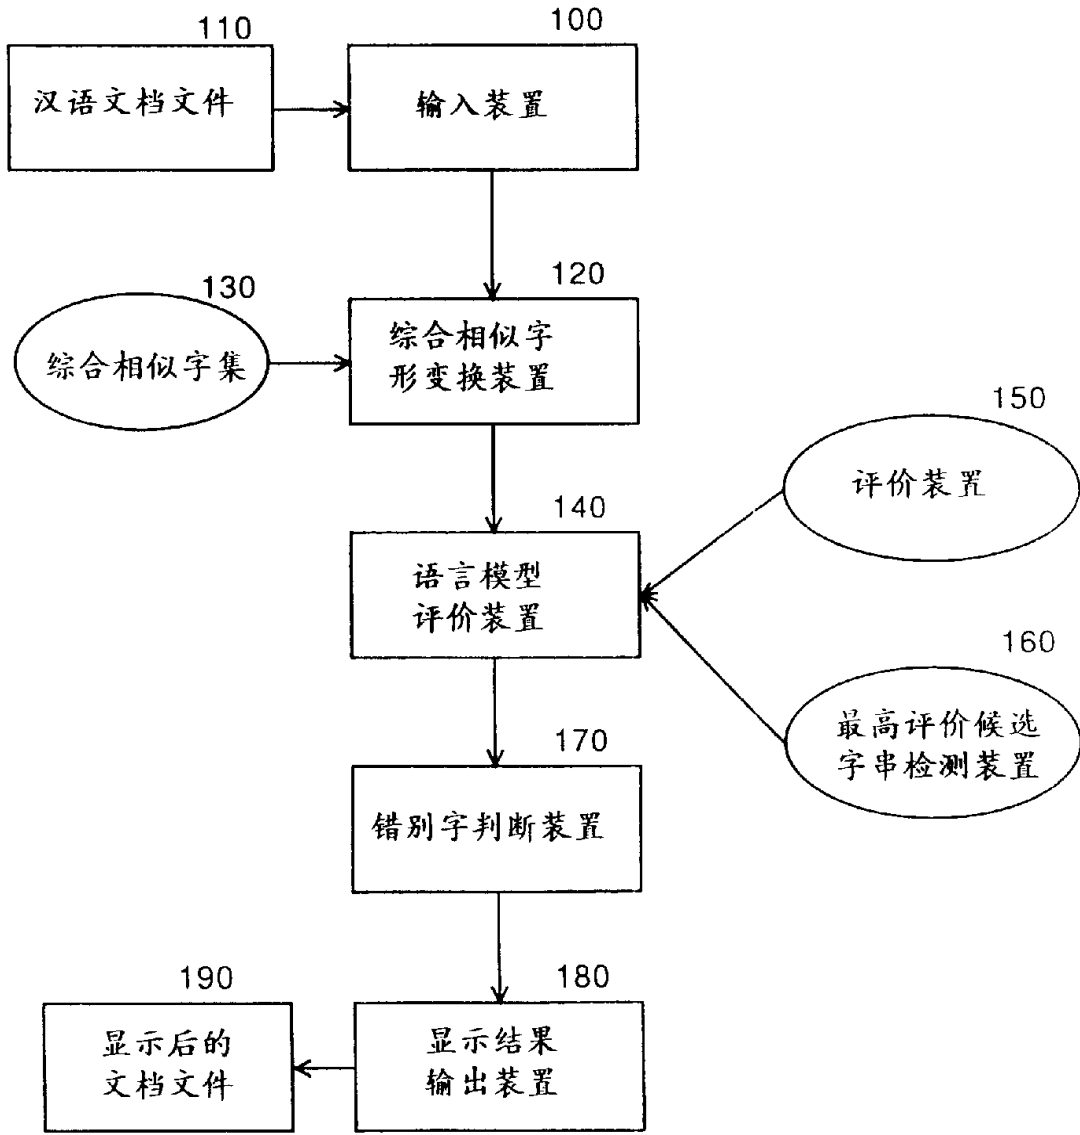 110
100
汉语文档文件
输入装置
130
120
综合相似字集
综合相似字
形变换装置
150
评价装置
140
语言模型
评价装置
160
最高评价候选
字串检测装置
170
错别字判断装置
190
180
显示后的
文档文件
显示结果
输出装置